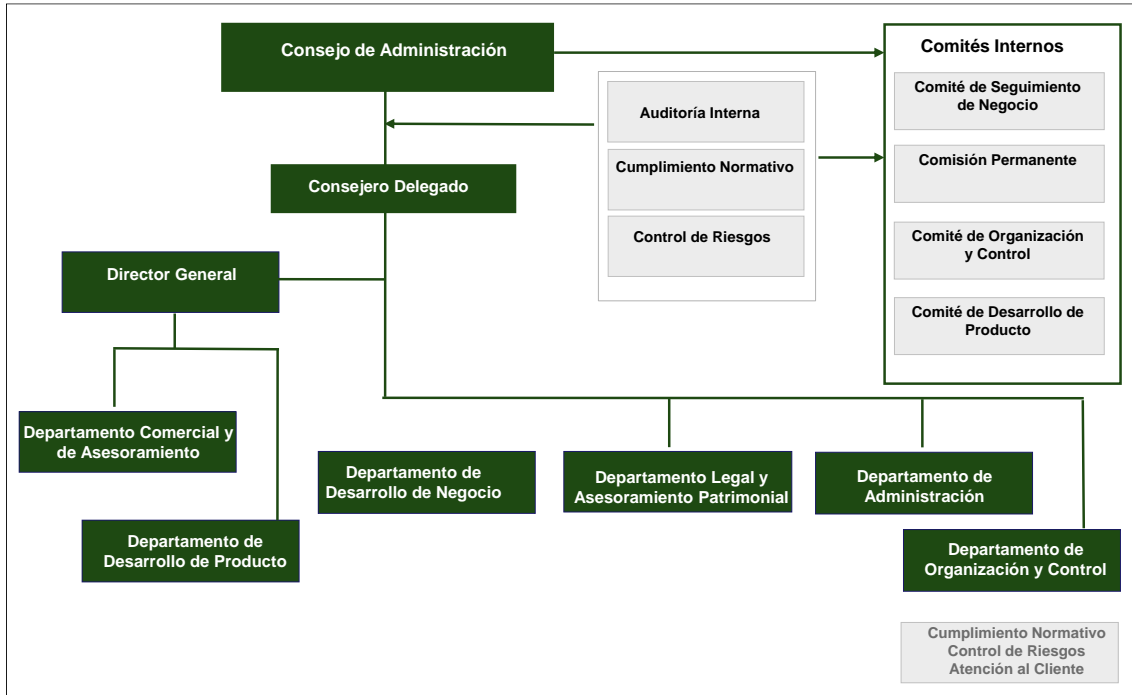 Consejo de Administración
Comités Internos
Comité de Seguimiento
de Negocio
Auditoría Interna
Comisión Permanente
Cumplimiento Normativo
Consejero Delegado
Control de Riesgos
Comité de Organización
y Control
Director General
Comité de Desarrollo de
Producto
Departamento Comercial y
de Asesoramiento
Departamento de
Desarrollo de Negocio
Departamento Legal y
Asesoramiento Patrimonial
Departamento de
Administración
Departamento de
Desarrollo de Producto
Departamento de
Organización y Control
Cumplimiento Normativo
Control de Riesgos
Atención al Cliente